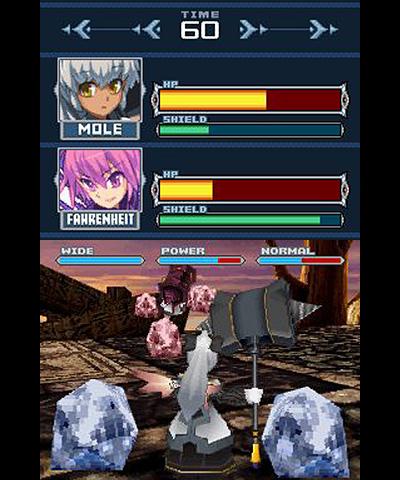 TIME
60
HP
SHIELD
MOLE
HP
SHIELD
FAHRENHEIT
WIDE POWER NORMAL